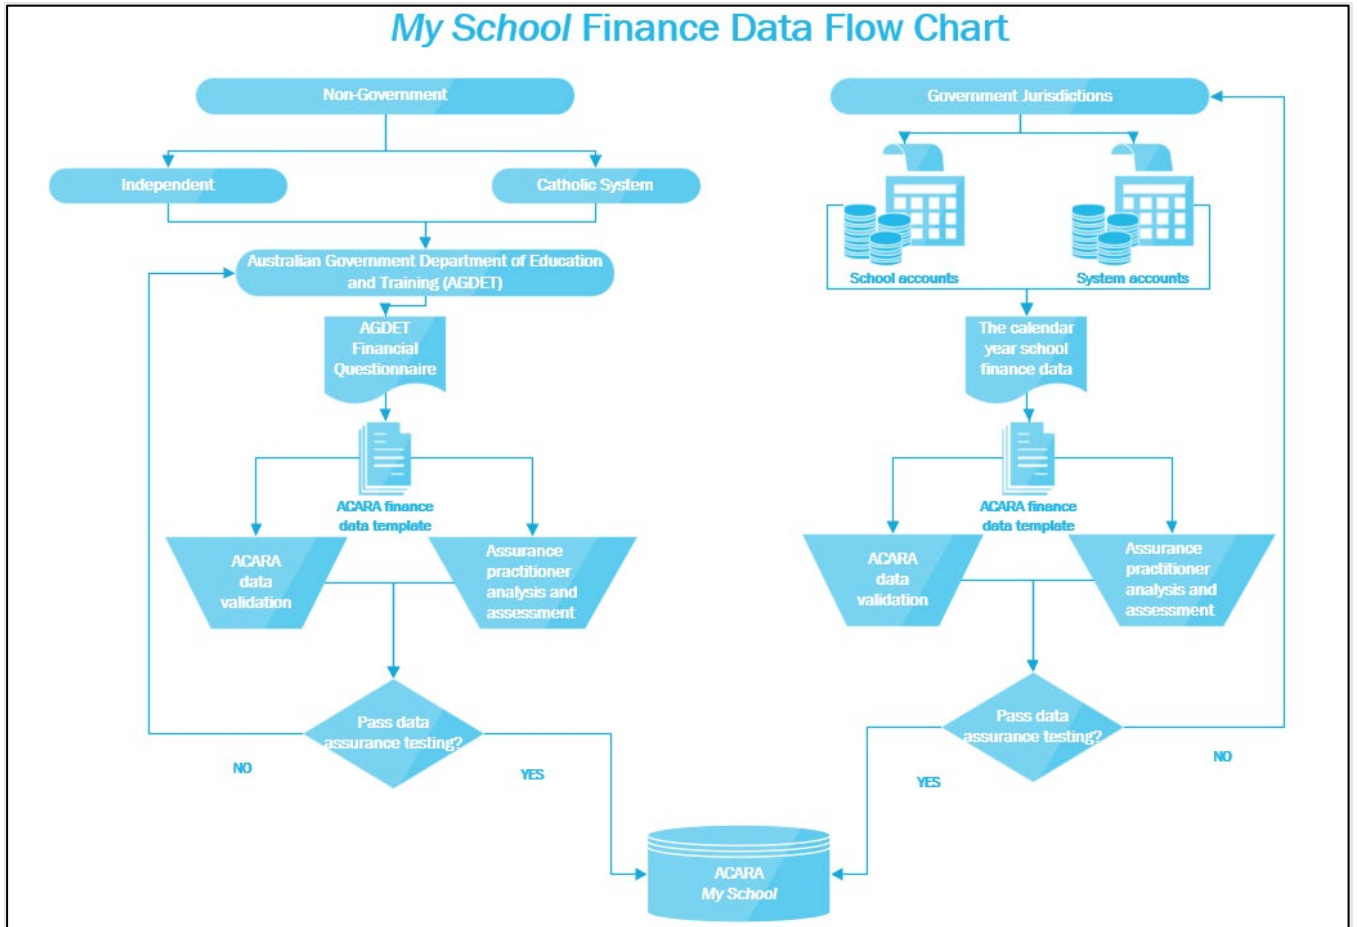 My School Finance Data Flow Chart
Non-Government
Independent
Catholic System
Australian Government Department of Education
and Training (AGDET)
AGDET
Financial
Questionnaire
ACARA finance
data template
ACARA
data
validation
Assurance
practitioner
analysis and
assessment
Pass data
assurance testing?
NO
YES
Government Jurisdictions
School accounts
System accounts
The calendar
year school
finance data
ACARA finance
data template
ACARA
data
validation
Assurance
practitioner
analysis and
assessment
Pass data
assurance testing?
YES
NO
ACARA
My School